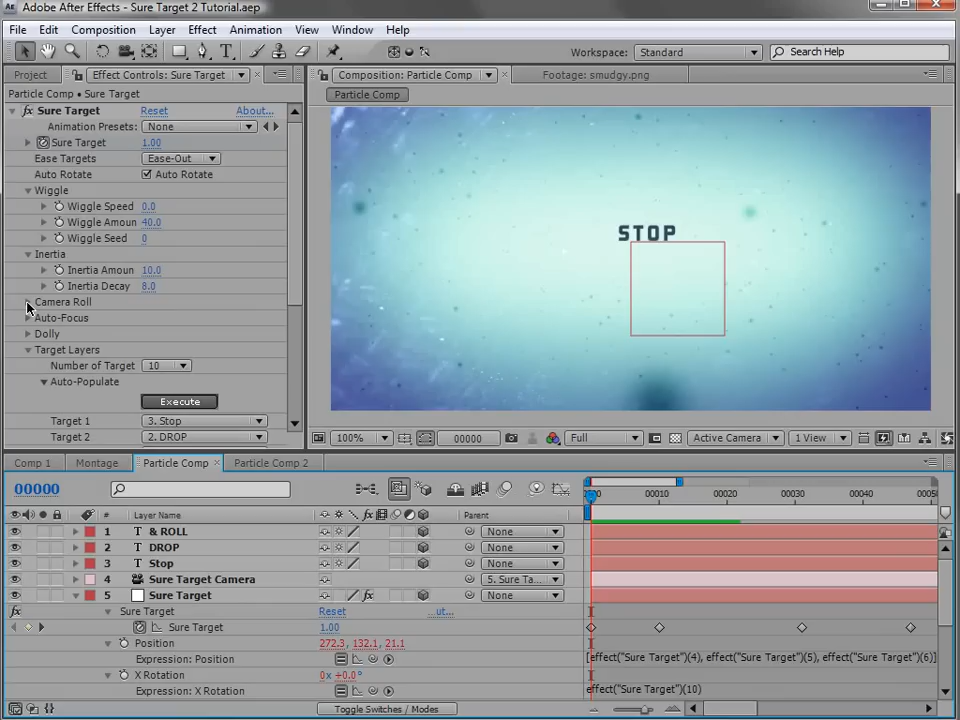 Adobe After Effects - Sure Target 2 Tutorial.aep
File Edit Composition Layer Effect Animation View Window Help
Workspace: Standard Search Help
Project Effect Controls: Sure Target Composition: Particle Comp Footage: smudgy.png
Particle Comp • Sure Target Particle Comp
Sure Target Reset About...
Animation Presets: None
Sure Target 1.00
Ease Targets Ease-Out
Auto Rotate Auto Rotate
Wiggle
Wiggle Speed 0.0
Wiggle Amoun 40.0
Wiggle Seed 0
STOP
Inertia
Inertia Amoun 10.0
Inertia Decay 8.0
Camera Roll
Auto-Focus
Dolly
Target Layers
Number of Target 10
Auto-Populate
Execute
Target 1 3. Stop
Target 2 2. DROP
100% 00000 Full Active Camera 1 View
Comp 1 Montage Particle Comp Particle Comp 2
00000 00010 00020 00030 0005
# Layer Name Parent
1 T & ROLL None
2 T DROP None
3 T Stop None
4 Sure Target Camera 5. Sure Ta...
5 Sure Target None
Sure Target Reset ...ut...
Sure Target 1.00
Position 272.3, 132.1, 21.1
Expression: Position [effect("Sure Target")(4), effect("Sure Target")(5), effect("Sure Target")(6)]
X Rotation 0x+0.0°
Expression: X Rotation effect("Sure Target")(10)
Toggle Switches / Modes